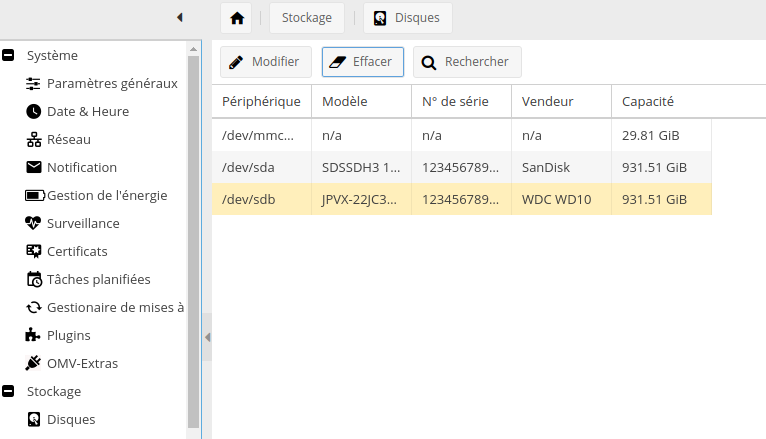 Stockage
Disques
Système
Paramètres généraux
Date & Heure
Réseau
Notification
Gestion de l'énergie
Surveillance
Certificats
Tâches planifiées
Gestionaire de mises à
Plugins
OMV-Extras
Stockage
Disques
Modifier
Effacer
Rechercher
Périphérique Modèle N° de série Vendeur Capacité
/dev/mmc... n/a n/a n/a 29.81 GiB
/dev/sda SDSSDH3 1... 123456789... SanDisk 931.51 GiB
/dev/sdb JPVX-22JC3... 123456789... WDC WD10 931.51 GiB